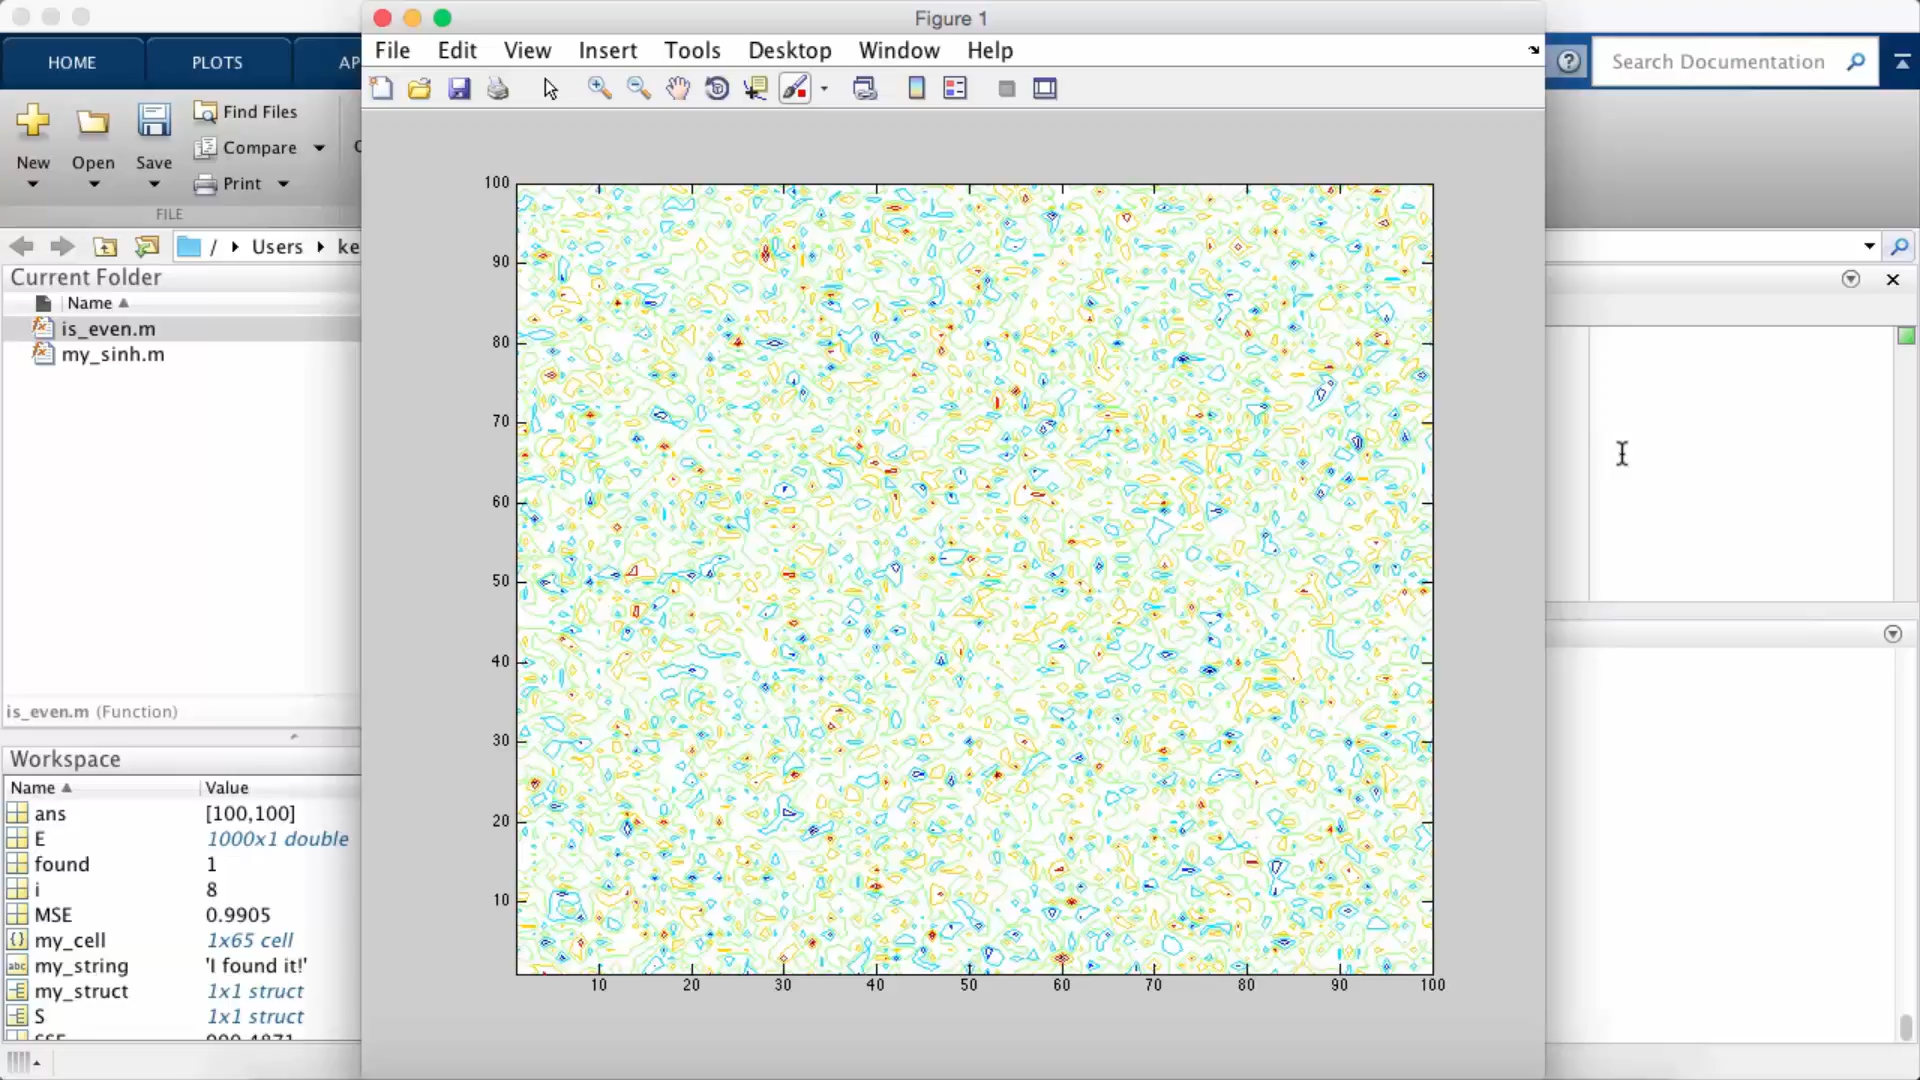 Figure 1
File Edit View Insert Tools Desktop Window Help
HOME PLOTS AP
Search Documentation
New Open Save
Find Files
Compare
Print
FILE
/ Users ke
Current Folder
Name
is_even.m
my_sinh.m
is_even.m (Function)
Workspace
Name Value
ans [100,100]
E 1000x1 double
found 1
i 8
MSE 0.9905
my_cell 1x65 cell
my_string 'I found it!'
my_struct 1x1 struct
S 1x1 struct
100
90
80
70
60
50
40
30
20
10
10 20 30 40 50 60 70 80 90 100